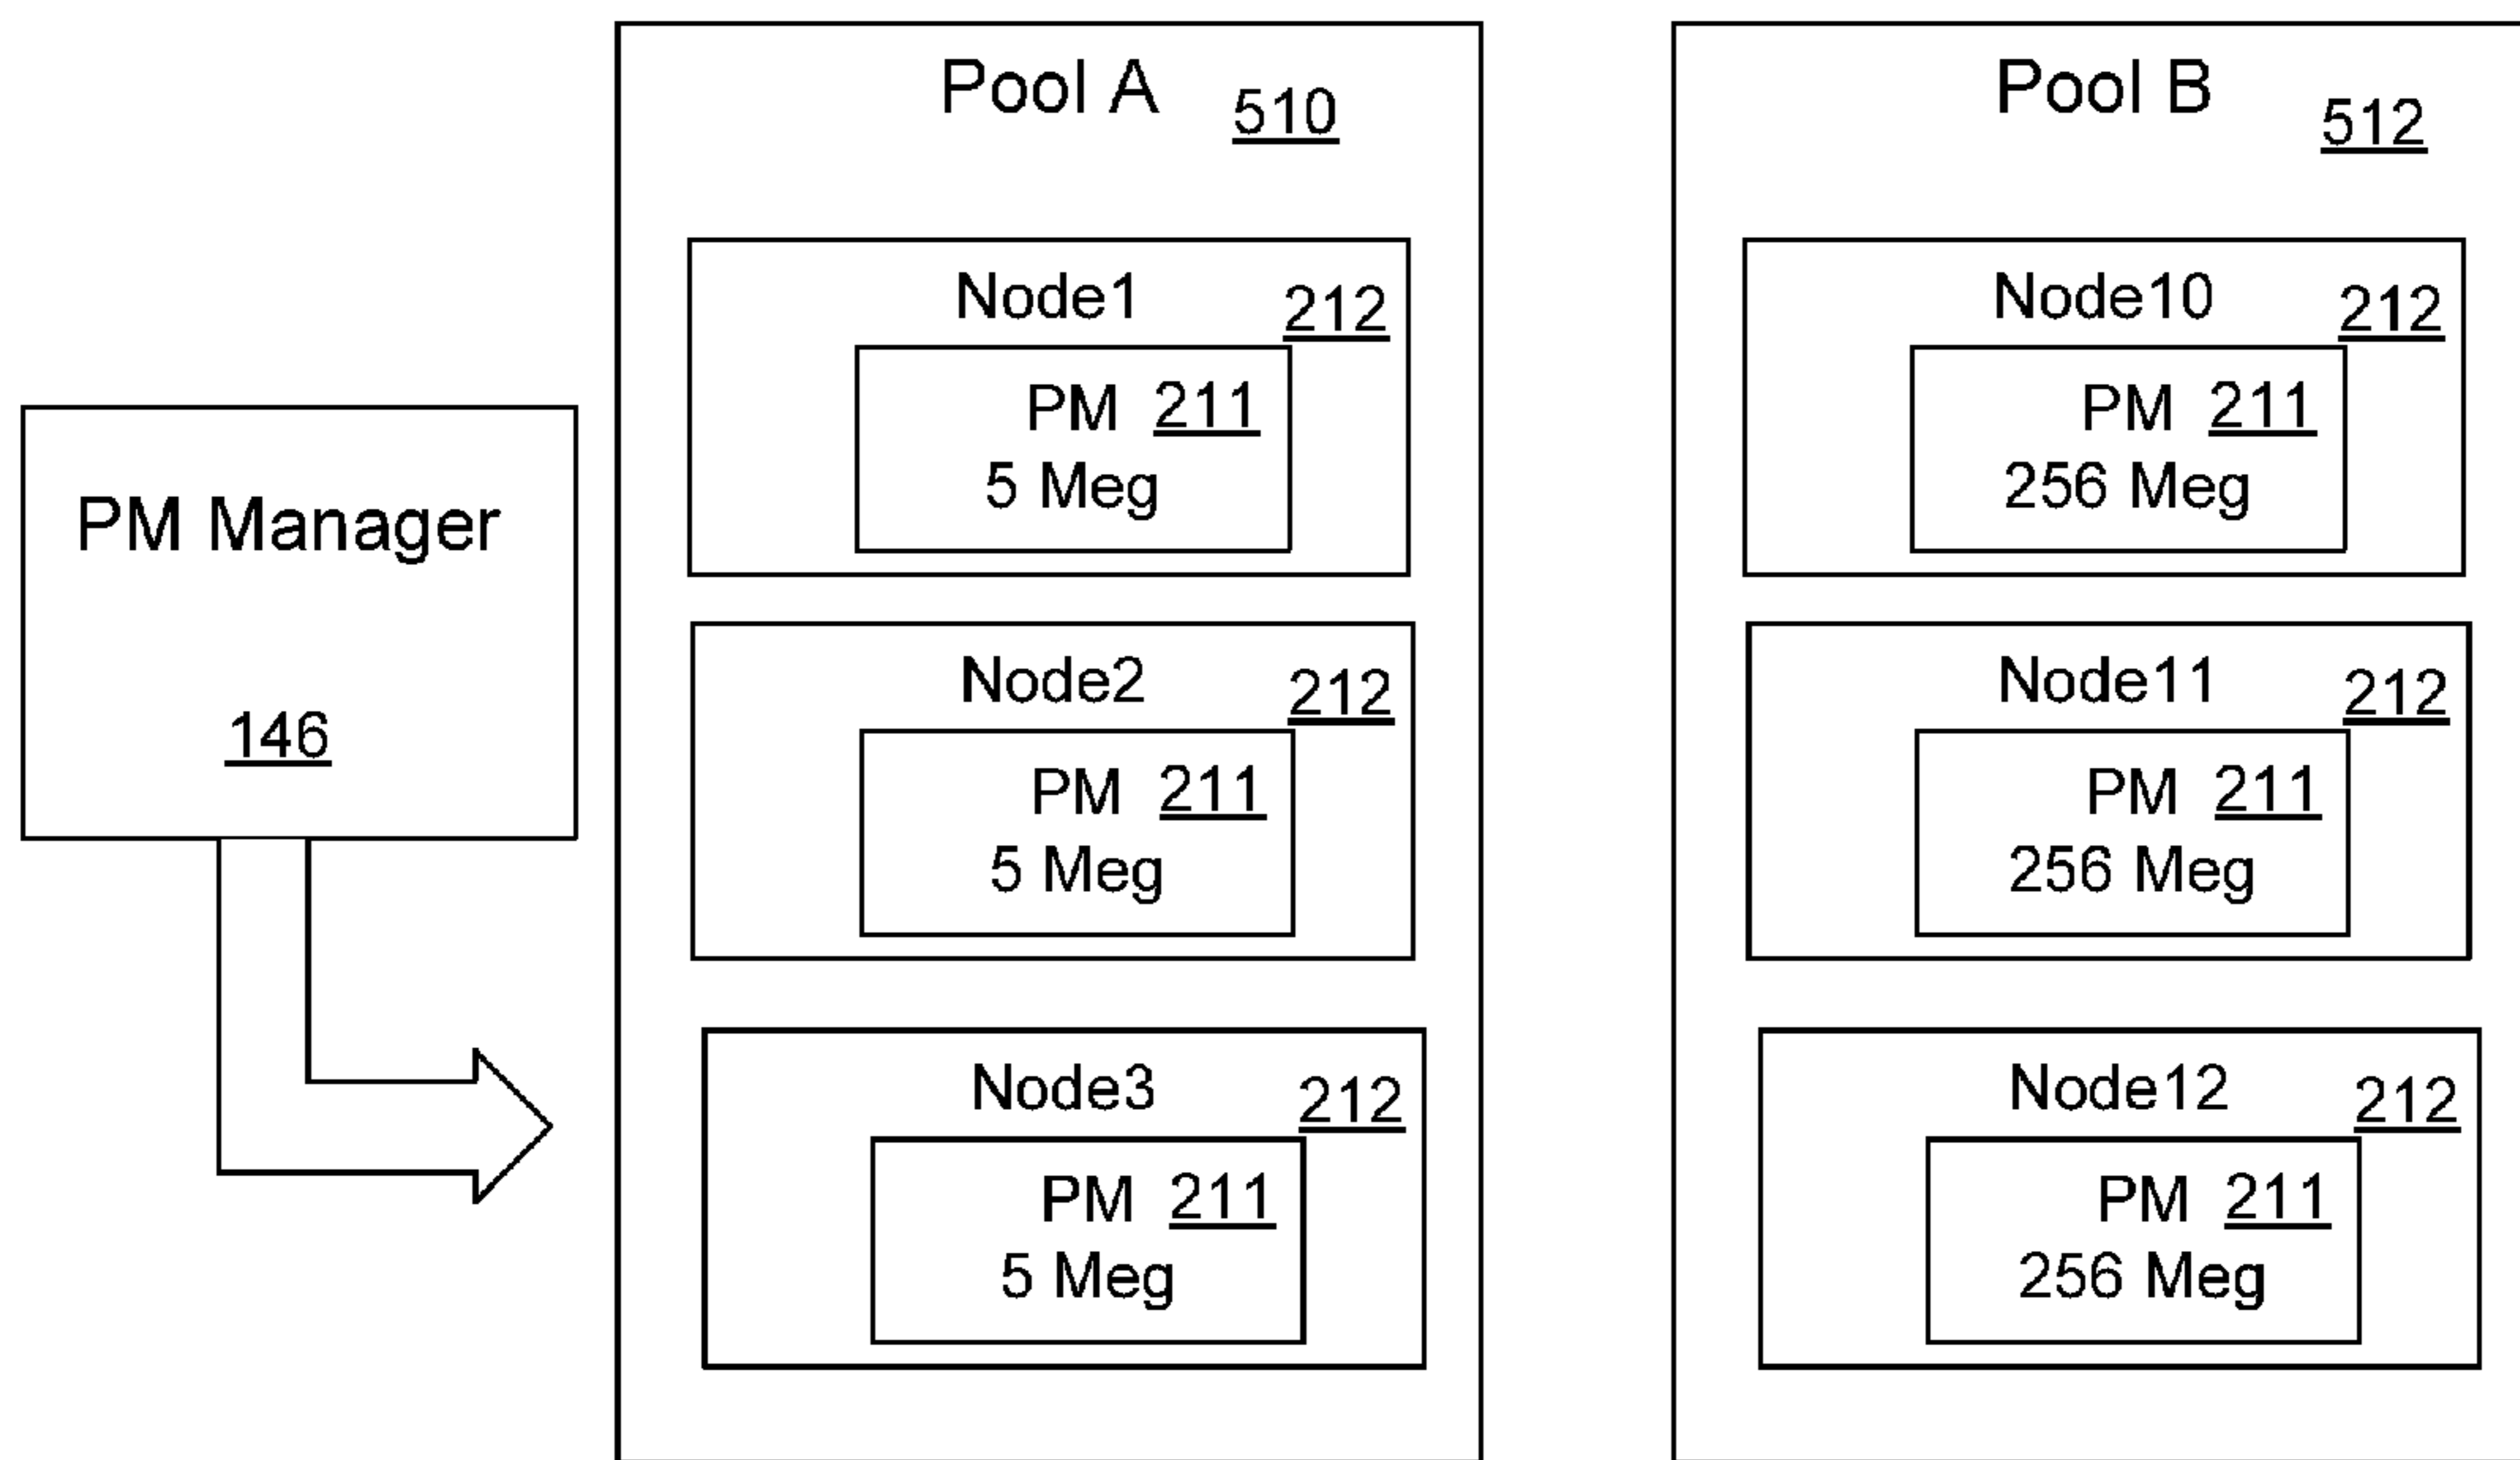 PM Manager
146
Pool A 510
Node1 212
PM 211
5 Meg
Node2 212
PM 211
5 Meg
Node3 212
PM 211
5 Meg
Pool B 512
Node10 212
PM 211
256 Meg
Node11 212
PM 211
256 Meg
Node12 212
PM 211
256 Meg